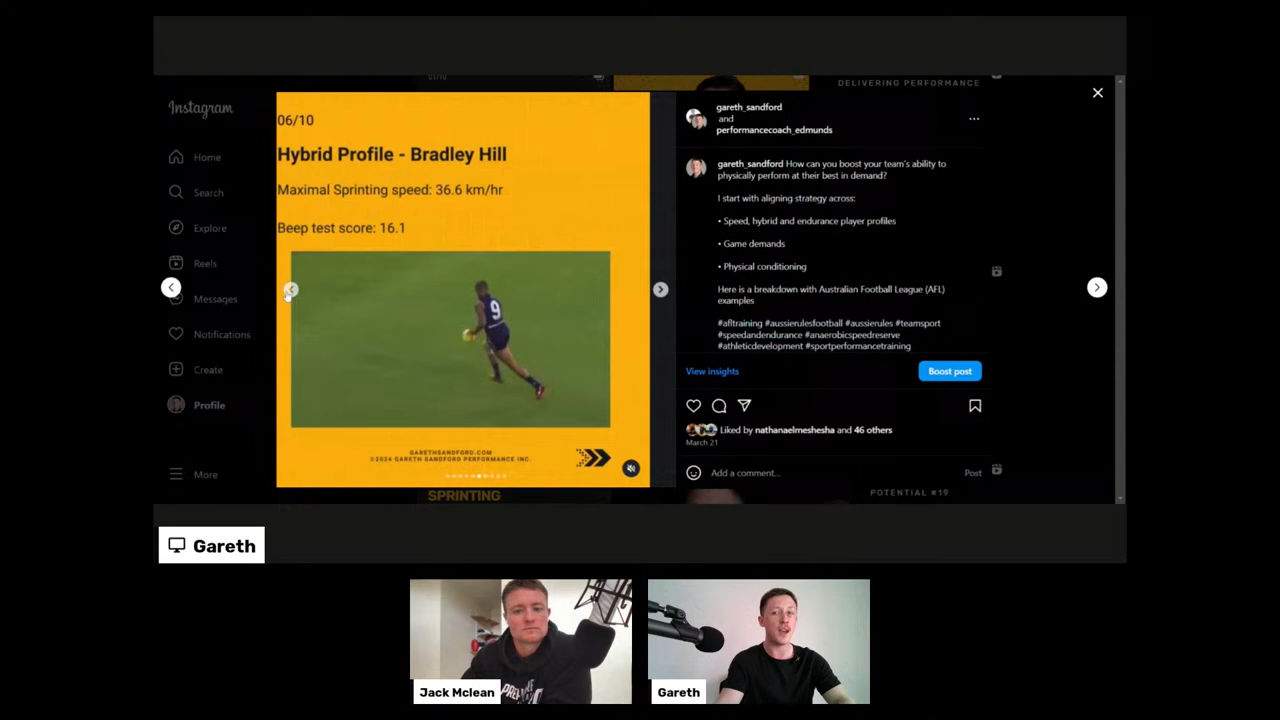 DELIVERING PERFORMANCE
Instagram
Home
Search
Explore
Reels
Messages
Notifications
Create
Profile
More
06/10
Hybrid Profile - Bradley Hill
Maximal Sprinting speed: 36.6 km/hr
Beep test score: 16.1
9
GARETHSANDFORD.COM
©2024 GARETH SANDFORD PERFORMANCE INC.
SPRINTING
gareth_sandford
and
performancecoach_edmunds
gareth_sandford How can you boost your team's ability to
physically perform at their best in demand?
I start with aligning strategy across:
• Speed, hybrid and endurance player profiles
• Game demands
• Physical conditioning
Here is a breakdown with Australian Football League (AFL)
examples
#afltraining #aussierulesfootball #aussierules #teamsport
#speedandendurance #anaerobicspeedreserve
#athleticdevelopment #sportperformancetraining
View insights
Boost post
Liked by nathanaelmeshesha and 46 others
March 21
Add a comment...
Post
POTENTIAL #19
Gareth
Jack Mclean
Gareth